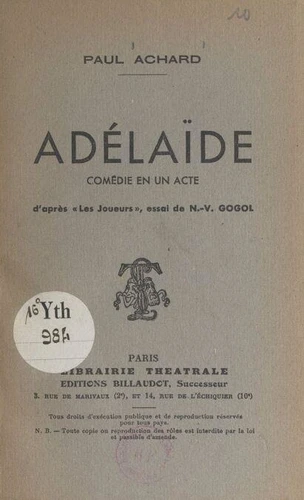 10
PAUL ACHARD
ADÉLAÏDE
COMÉDIE EN UN ACTE
d'après « Les Joueurs », essai de N.-V. GOGOL
16° Yth
984
PARIS
LIBRAIRIE THEATRALE
EDITIONS BILLAUDOT, Successeur
3, RUE DE MARIVAUX (2e), ET 14, RUE DE L'ÉCHIQUIER (10e)
Tous droits d'exécution publique et de reproduction réservés
pour tous pays.
N. B. — Toute copie ou reproduction des rôles est interdite par la loi
et passible d'amende.